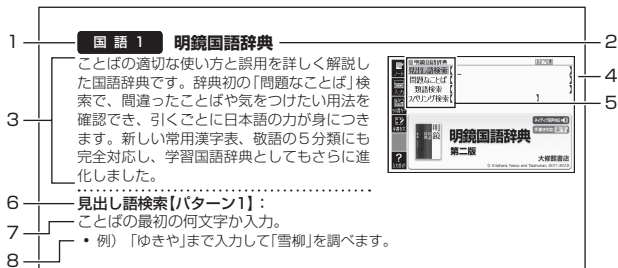 1
国語1 明鏡国語辞典
2
3
ことばの適切な使い方と誤用を詳しく解説し
た国語辞典です。辞典初の「問題なことば」検
索で、間違ったことばや気をつけたい用法を
確認でき、引くごとに日本語の力が身につき
ます。新しい常用漢字表、敬語の5分類にも
完全対応し、学習国語辞典としてもさらに進
化しました。
明鏡国語辞典
見出し語検索
問題なことば
類語検索
スペリング検索
4
5
明鏡
明鏡国語辞典
第二版
大修館書店
© Kitahara Yasuo and Taishukan, 2011-2013
6
見出し語検索【パターン1】:
7
ことばの最初の何文字か入力。
8
• 例)「ゆきや」まで入力して「雪柳」を調べます。